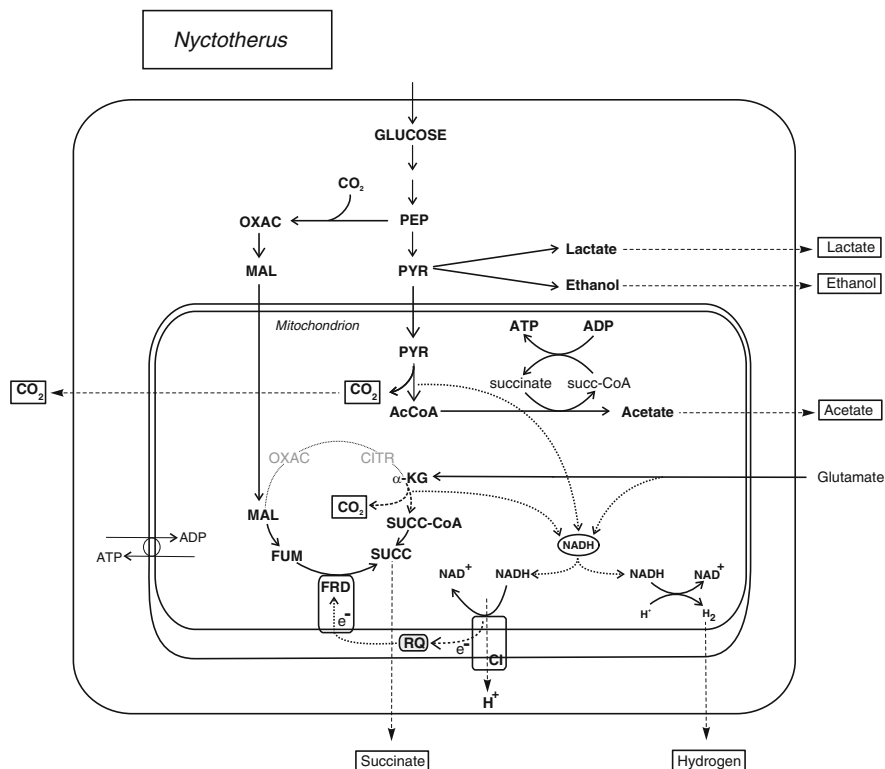 Nyctotherus
GLUCOSE
CO₂
OXAC
PEP
MAL
PYR
Lactate
Lactate
Ethanol
Ethanol
Mitochondrion
ATP
ADP
PYR
succinate
succ-CoA
CO₂
CO₂
AcCoA
Acetate
Acetate
OXAC
CITR
α-KG
Glutamate
CO₂
MAL
SUCC-CoA
ADP
ATP
FUM
SUCC
NADH
NAD⁺
NADH
NADH
NAD⁺
FRD
H⁺
H₂
e⁻
RQ
e⁻
CI
H⁺
Succinate
Hydrogen